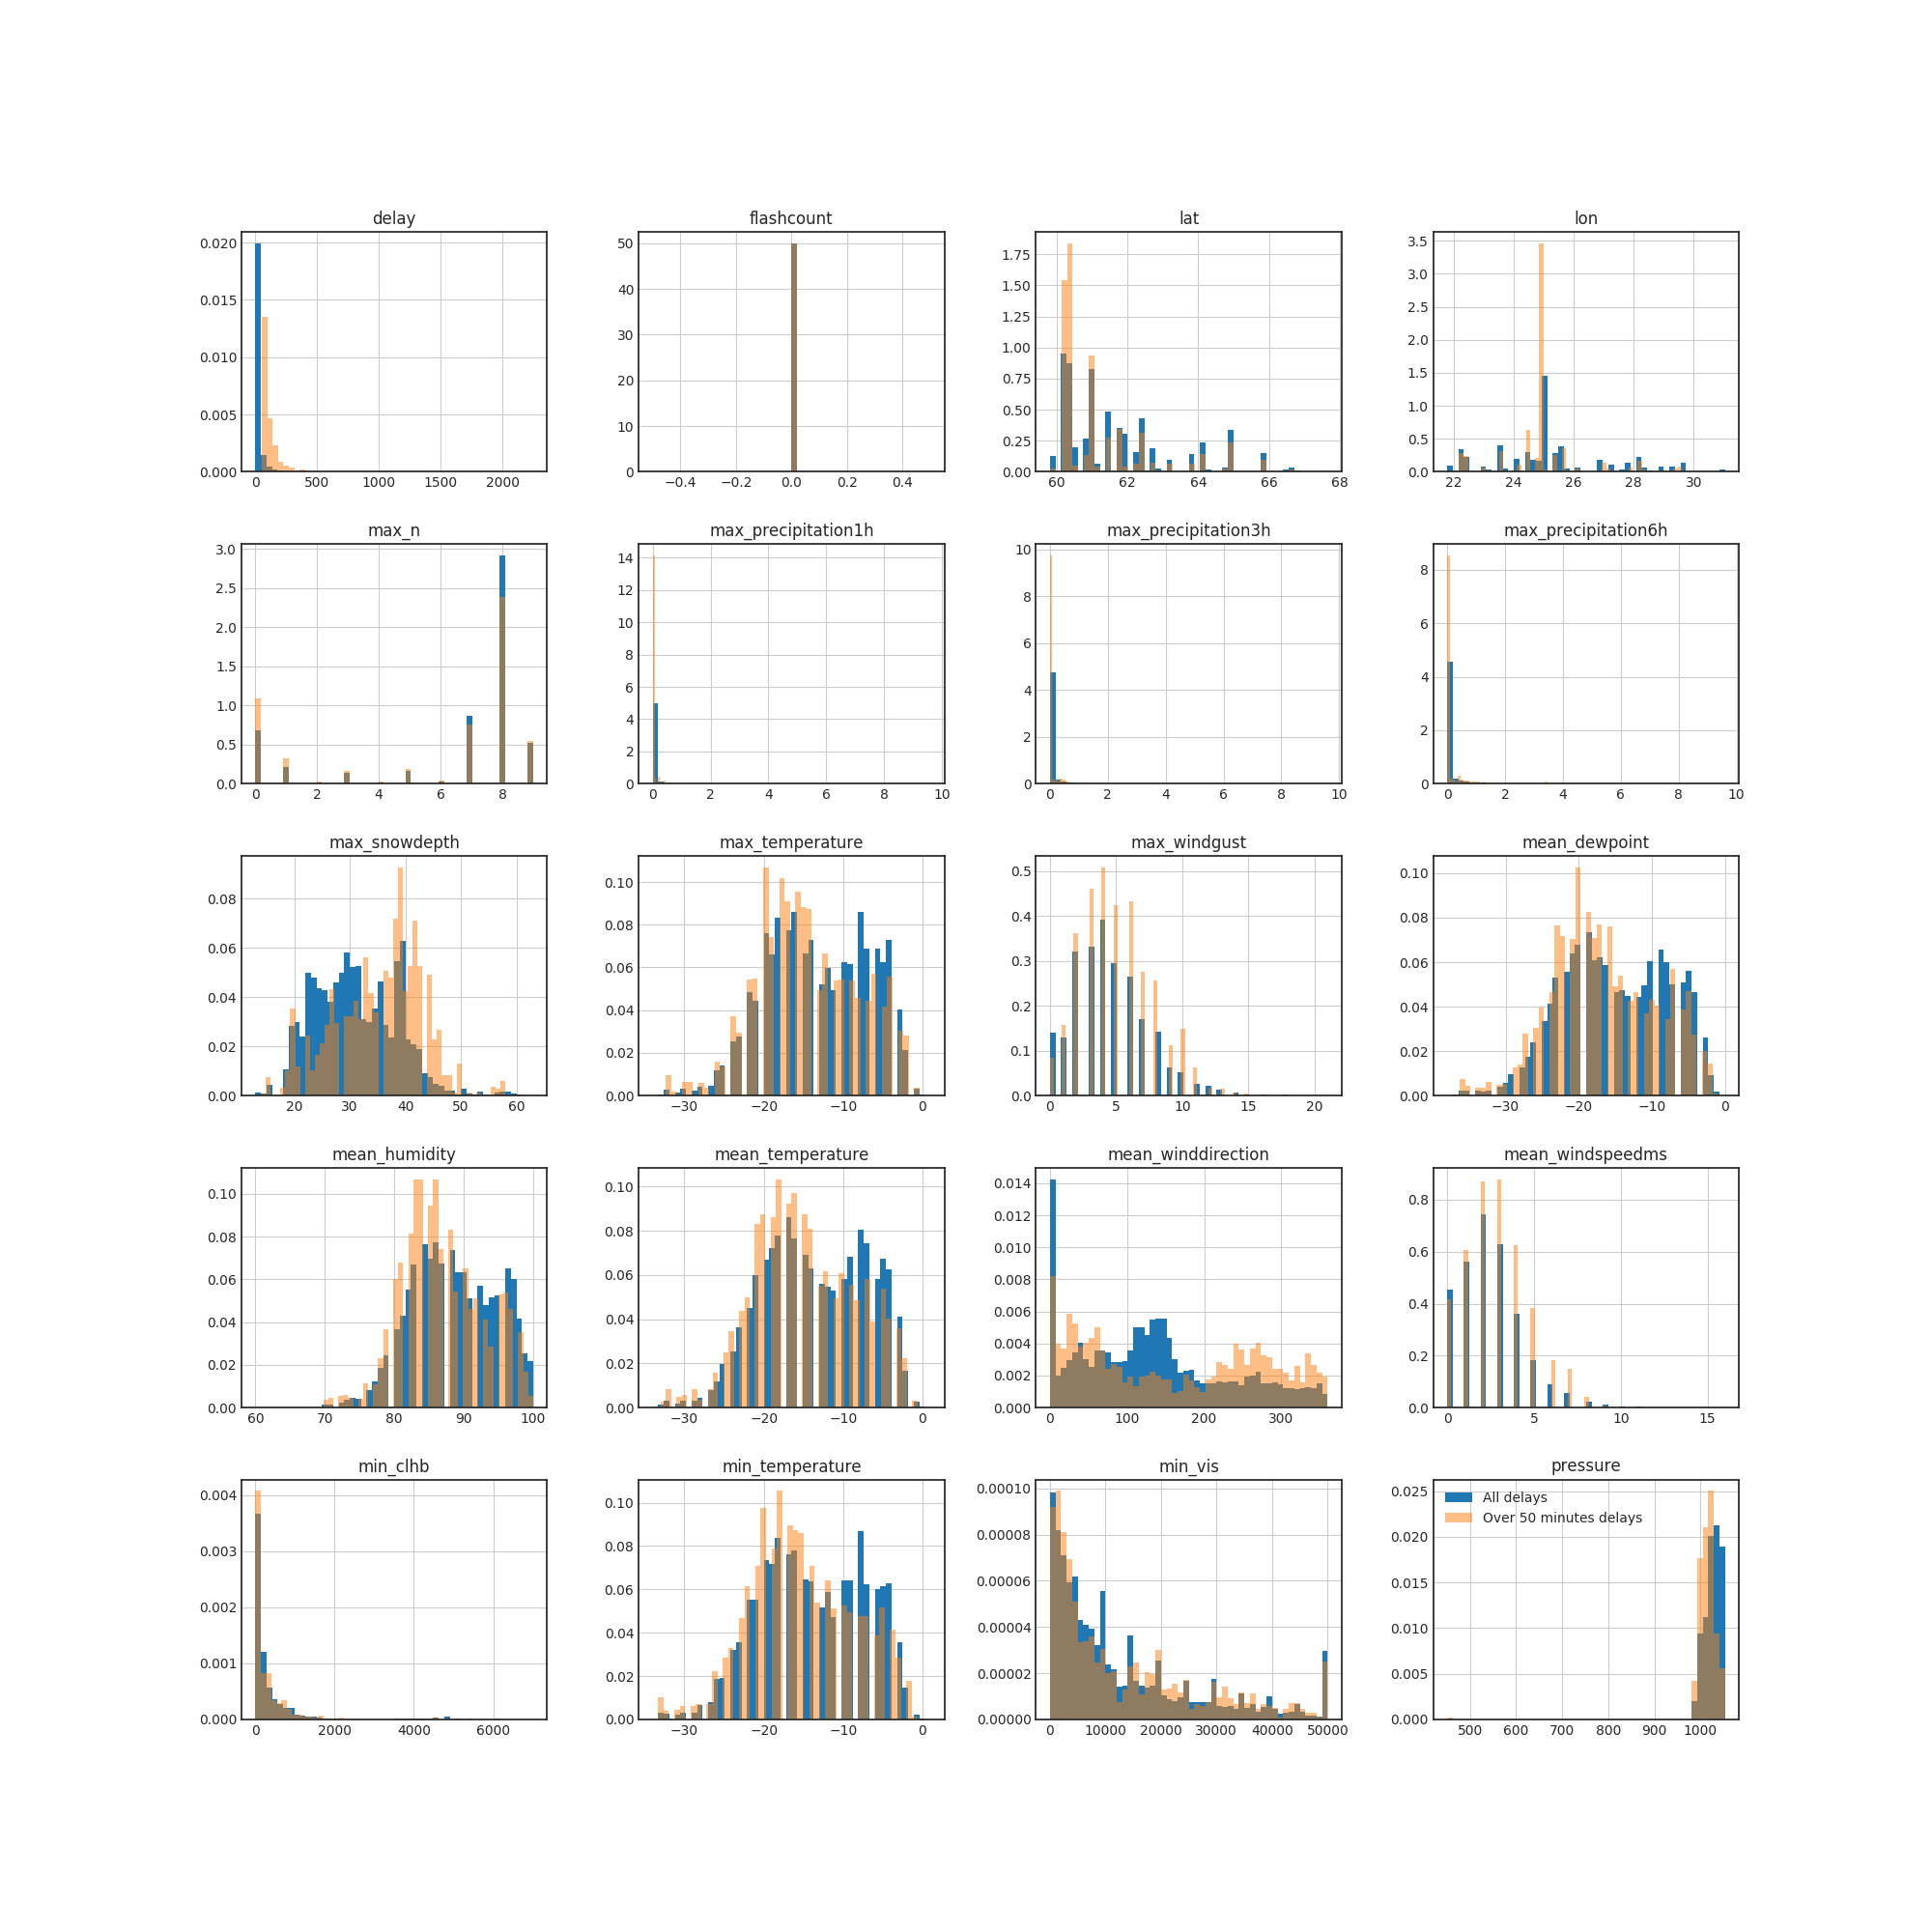 delay
0.020
0.015
0.010
0.005
0.000
0 500 1000 1500 2000
flashcount
50
40
30
20
10
0
−0.4 −0.2 0.0 0.2 0.4
lat
1.75
1.50
1.25
1.00
0.75
0.50
0.25
0.00
60 62 64 66 68
lon
3.5
3.0
2.5
2.0
1.5
1.0
0.5
0.0
22 24 26 28 30
max_n
3.0
2.5
2.0
1.5
1.0
0.5
0.0
0 2 4 6 8
max_precipitation1h
14
12
10
8
6
4
2
0
0 2 4 6 8 10
max_precipitation3h
10
8
6
4
2
0
0 2 4 6 8 10
max_precipitation6h
8
6
4
2
0
0 2 4 6 8 10
max_snowdepth
0.08
0.06
0.04
0.02
0.00
20 30 40 50 60
max_temperature
0.10
0.08
0.06
0.04
0.02
0.00
−30 −20 −10 0
max_windgust
0.5
0.4
0.3
0.2
0.1
0.0
0 5 10 15 20
mean_dewpoint
0.10
0.08
0.06
0.04
0.02
0.00
−30 −20 −10 0
mean_humidity
0.10
0.08
0.06
0.04
0.02
0.00
60 70 80 90 100
mean_temperature
0.10
0.08
0.06
0.04
0.02
0.00
−30 −20 −10 0
mean_winddirection
0.014
0.012
0.010
0.008
0.006
0.004
0.002
0.000
0 100 200 300
mean_windspeedms
0.8
0.6
0.4
0.2
0.0
0 5 10 15
min_clhb
0.004
0.003
0.002
0.001
0.000
0 2000 4000 6000
min_temperature
0.10
0.08
0.06
0.04
0.02
0.00
−30 −20 −10 0
min_vis
0.00010
0.00008
0.00006
0.00004
0.00002
0.00000
0 10000 20000 30000 40000 50000
pressure
All delays
Over 50 minutes delays
0.025
0.020
0.015
0.010
0.005
0.000
500 600 700 800 900 1000